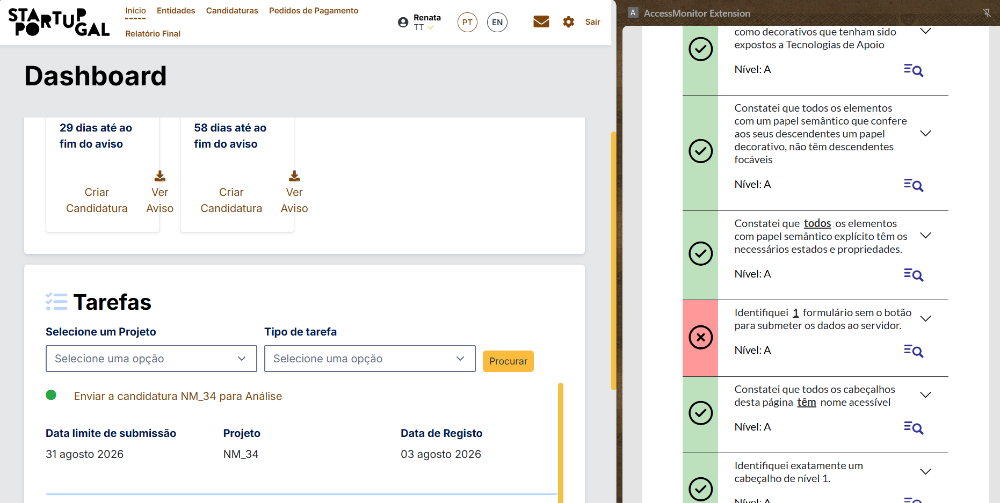 STARTUP
PORTUGAL
Início
Entidades
Candidaturas
Pedidos de Pagamento
Relatório Final
Renata
TT
PT
EN
Sair
Dashboard
29 dias até ao
fim do aviso
Criar
Candidatura
Ver
Aviso
58 dias até ao
fim do aviso
Criar
Candidatura
Ver
Aviso
Tarefas
Selecione um Projeto
Selecione uma opção
Tipo de tarefa
Selecione uma opção
Procurar
Enviar a candidatura NM_34 para Análise
Data limite de submissão
31 agosto 2026
Projeto
NM_34
Data de Registo
03 agosto 2026
A
AccessMonitor Extension
como decorativos que tenham sido
expostos a Tecnologias de Apoio
Nível: A
Constatei que todos os elementos
com um papel semântico que confere
aos seus descendentes um papel
decorativo, não têm descendentes
focáveis
Nível: A
Constatei que todos os elementos
com papel semântico explícito têm os
necessários estados e propriedades.
Nível: A
Identifiquei 1 formulário sem o botão
para submeter os dados ao servidor.
Nível: A
Constatei que todos os cabeçalhos
desta página têm nome acessível
Nível: A
Identifiquei exatamente um
cabeçalho de nível 1.
Nível: A